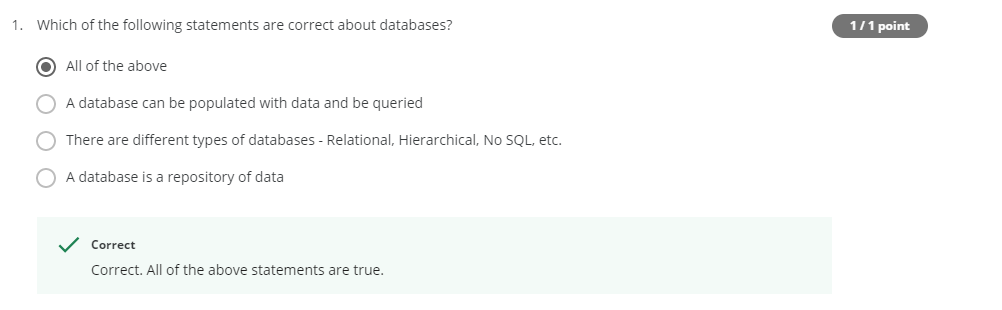 1. Which of the following statements are correct about databases?
1 / 1 point
All of the above
A database can be populated with data and be queried
There are different types of databases - Relational, Hierarchical, No SQL, etc.
A database is a repository of data
Correct
Correct. All of the above statements are true.